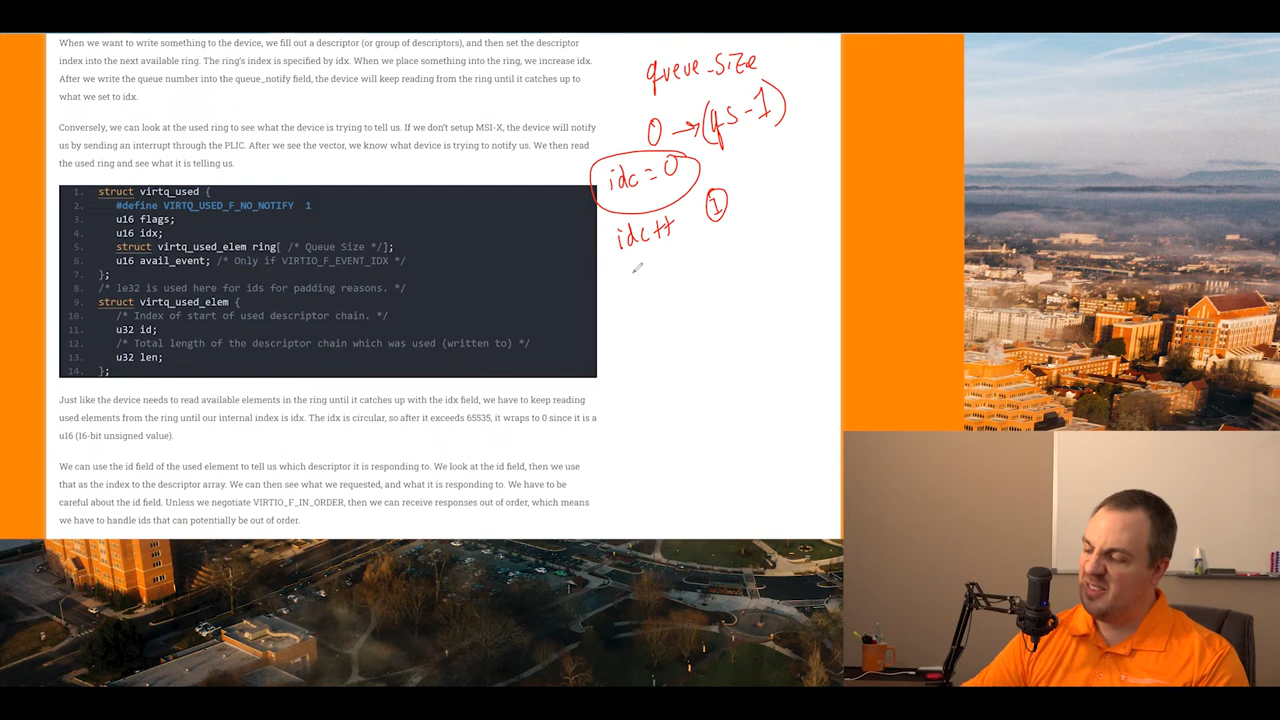 When we want to write something to the device, we fill out a descriptor (or group of descriptors), and then set the descriptor
index into the next available ring. The ring's index is specified by idx. When we place something into the ring, we increase idx.
After we write the queue number into the queue_notify field, the device will keep reading from the ring until it catches up to
what we set to idx.
Conversely, we can look at the used ring to see what the device is trying to tell us. If we don't setup MSI-X, the device will notify
us by sending an interrupt through the PLIC. After we see the vector, we know what device is trying to notify us. We then read
the used ring and see what it is telling us.
1. struct virtq_used {
2. #define VIRTQ_USED_F_NO_NOTIFY 1
3. u16 flags;
4. u16 idx;
5. struct virtq_used_elem ring[ /* Queue Size */];
6. u16 avail_event; /* Only if VIRTIO_F_EVENT_IDX */
7. };
8. /* le32 is used here for ids for padding reasons. */
9. struct virtq_used_elem {
10. /* Index of start of used descriptor chain. */
11. u32 id;
12. /* Total length of the descriptor chain which was used (written to) */
13. u32 len;
14. };
Just like the device needs to read available elements in the ring until it catches up with the idx field, we have to keep reading
used elements from the ring until our internal index is idx. The idx is circular, so after it exceeds 65535, it wraps to 0 since it is a
u16 (16-bit unsigned value).
We can use the id field of the used element to tell us which descriptor it is responding to. We look at the id field, then we use
that as the index to the descriptor array. We can then see what we requested, and what it is responding to. We have to be
careful about the id field. Unless we negotiate VIRTIO_F_IN_ORDER, then we can receive responses out of order, which means
we have to handle ids that can potentially be out of order.
queue_size
0 → (qs - 1)
idc = 0
idc++ 1